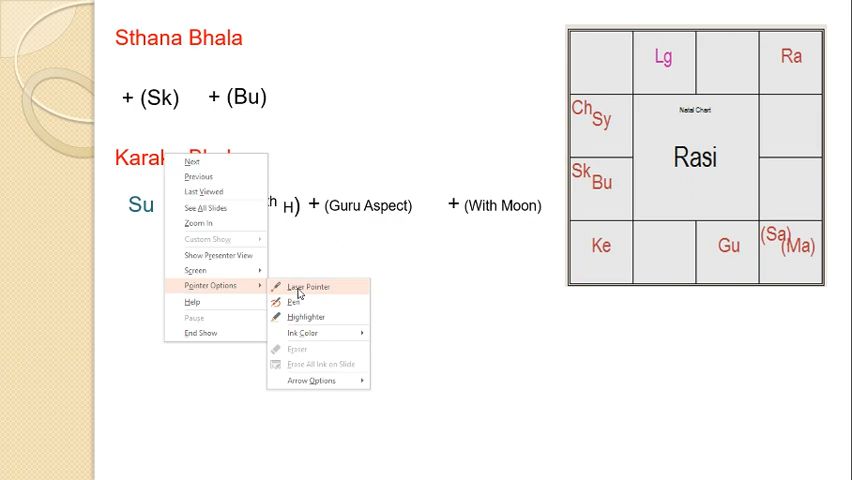 Sthana Bhala
+ (Sk) + (Bu)
Su th H) + (Guru Aspect) + (With Moon)
Next
Previous
Last Viewed
See All Slides
Zoom In
Custom Show
Show Presenter View
Screen
Pointer Options
Help
Pause
End Show
Laser Pointer
Pen
Highlighter
Ink Color
Eraser
Erase All Ink on Slide
Arrow Options
Lg Ra
Ch Sy
Natal Chart
Rasi
Sk Bu
Ke Gu (Sa) (Ma)